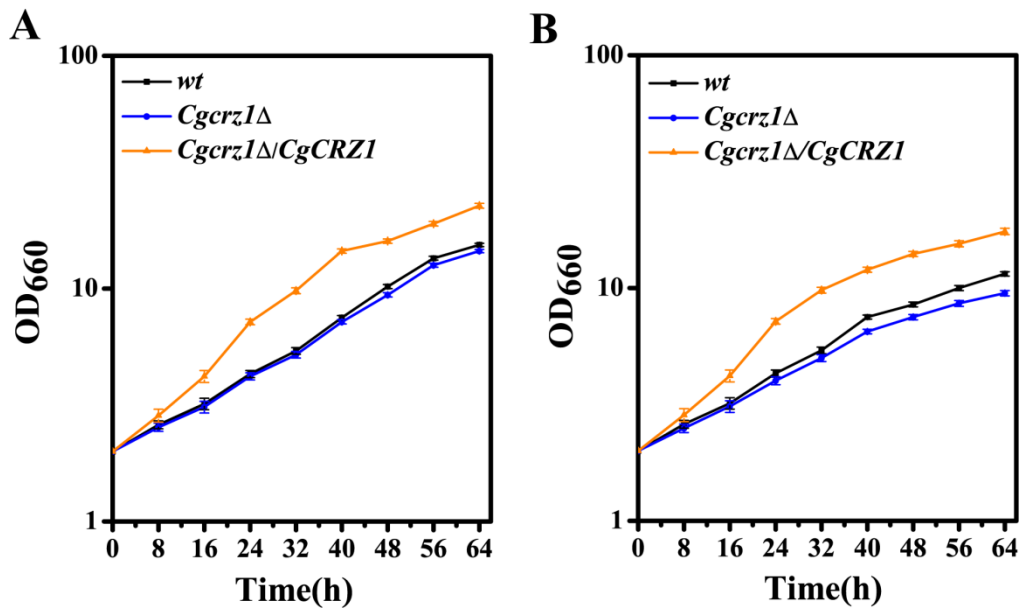 A
100
wt
Cgcrz1Δ
Cgcrz1Δ/CgCRZ1
OD660
10
1
0 8 16 24 32 40 48 56 64
Time(h)
B
100
wt
Cgcrz1Δ
Cgcrz1Δ/CgCRZ1
OD660
10
1
0 8 16 24 32 40 48 56 64
Time(h)